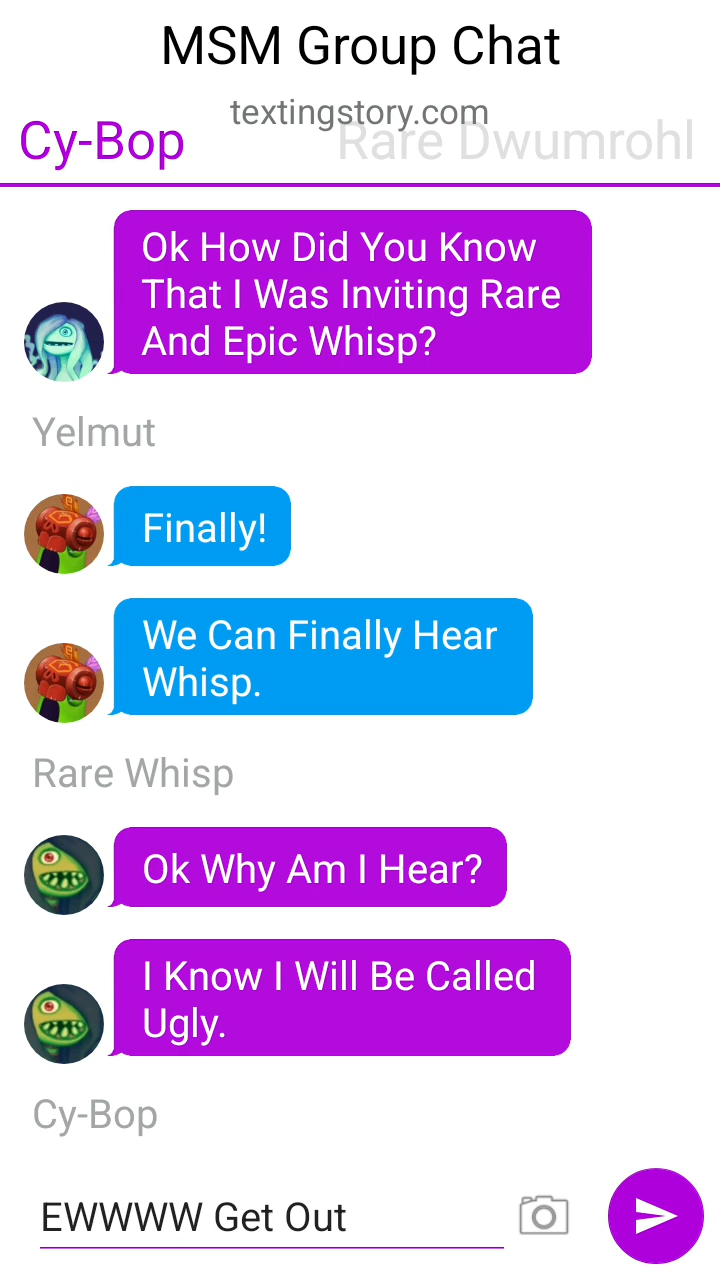 MSM Group Chat
textingstory.com
Cy-Bop
Rare Dwumrohl
Ok How Did You Know
That I Was Inviting Rare
And Epic Whisp?
Yelmut
Finally!
We Can Finally Hear
Whisp.
Rare Whisp
Ok Why Am I Hear?
I Know I Will Be Called
Ugly.
Cy-Bop
EWWWW Get Out